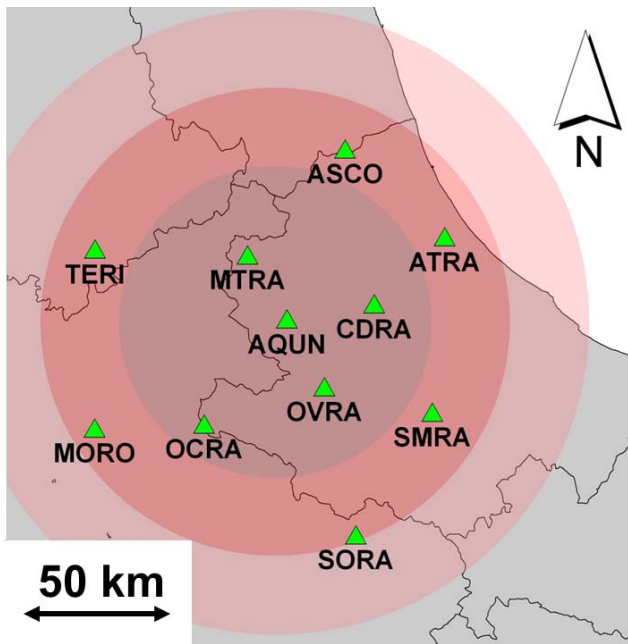 N
ASCO
ATRA
TERI
MTRA
CDRA
AQUN
OVRA
SMRA
MORO
OCRA
SORA
50 km